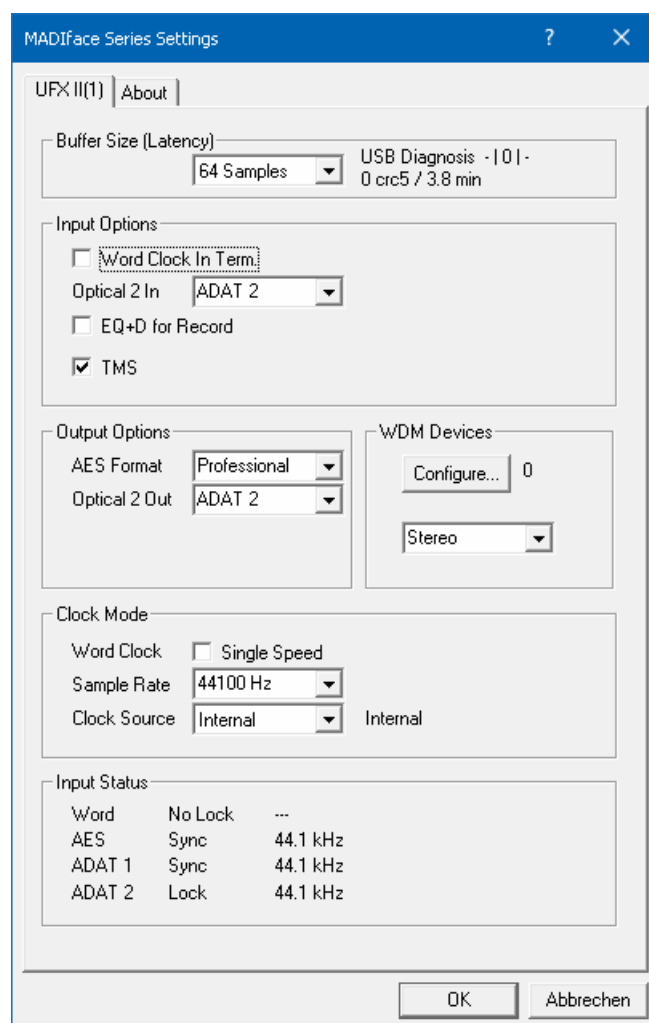 MADIface Series Settings ? ×
UFX II(1) About
Buffer Size (Latency)
64 Samples
USB Diagnosis - | 0 | -
0 crc5 / 3.8 min
Input Options
Word Clock In Term.
Optical 2 In ADAT 2
EQ+D for Record
TMS
Output Options
AES Format Professional
Optical 2 Out ADAT 2
WDM Devices
Configure... 0
Stereo
Clock Mode
Word Clock Single Speed
Sample Rate 44100 Hz
Clock Source Internal Internal
Input Status
Word No Lock ---
AES Sync 44.1 kHz
ADAT 1 Sync 44.1 kHz
ADAT 2 Lock 44.1 kHz
OK Abbrechen